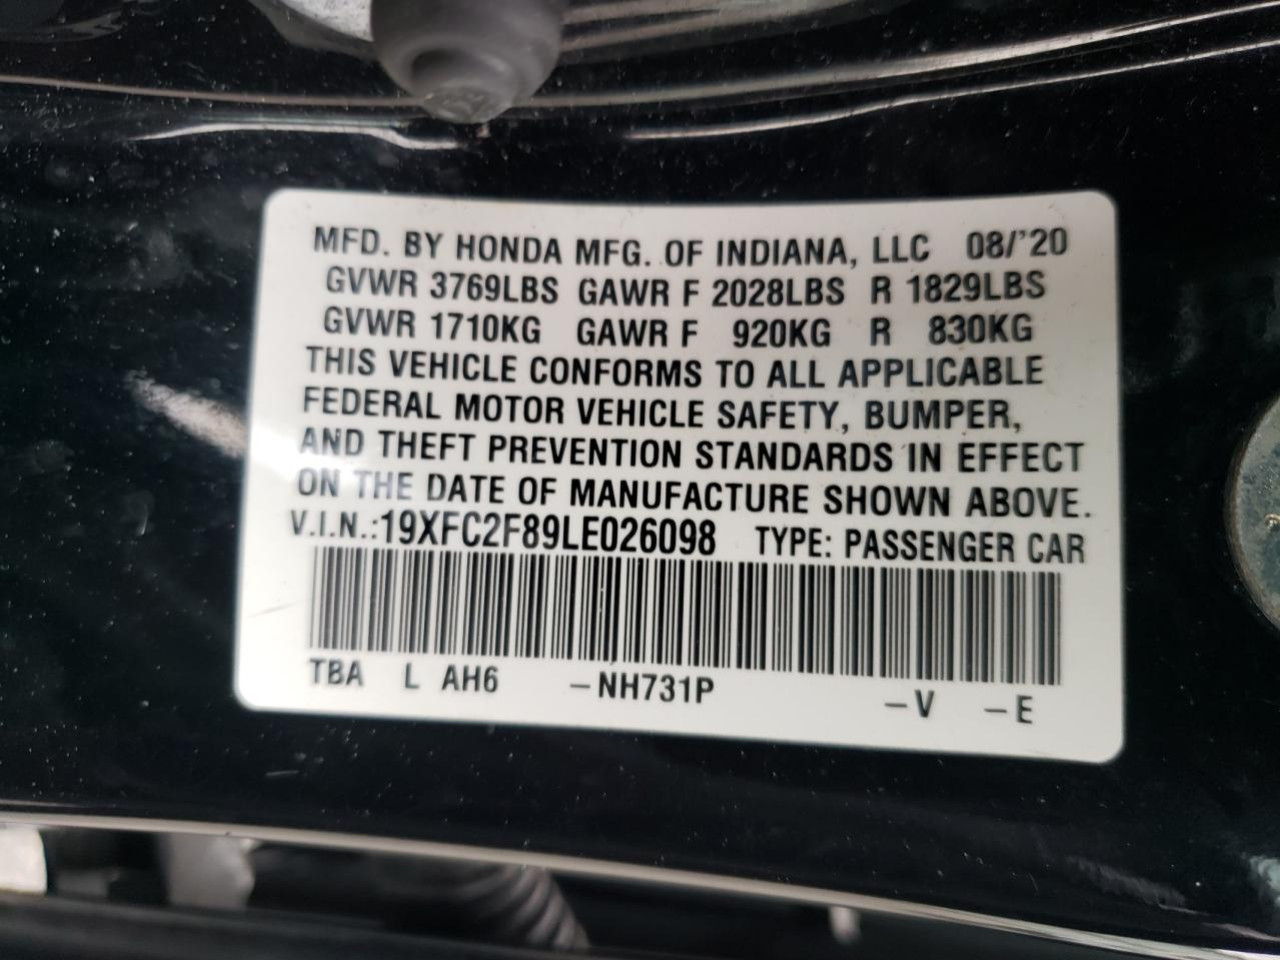 MFD. BY HONDA MFG. OF INDIANA, LLC 08/'20
GVWR 3769LBS GAWR F 2028LBS R 1829LBS
GVWR 1710KG GAWR F 920KG R 830KG
THIS VEHICLE CONFORMS TO ALL APPLICABLE
FEDERAL MOTOR VEHICLE SAFETY, BUMPER,
AND THEFT PREVENTION STANDARDS IN EFFECT
ON THE DATE OF MANUFACTURE SHOWN ABOVE.
V.I.N.:19XFC2F89LE026098 TYPE: PASSENGER CAR
TBA L AH6 -NH731P -V -E